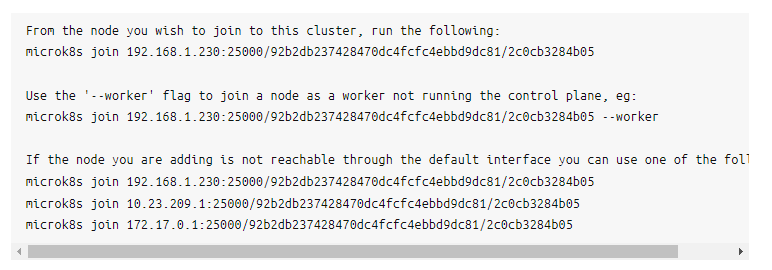 From the node you wish to join to this cluster, run the following:
microk8s join 192.168.1.230:25000/92b2db237428470dc4fcfc4ebbd9dc81/2c0cb3284b05
Use the '--worker' flag to join a node as a worker not running the control plane, eg:
microk8s join 192.168.1.230:25000/92b2db237428470dc4fcfc4ebbd9dc81/2c0cb3284b05 --worker
If the node you are adding is not reachable through the default interface you can use one of the fol
microk8s join 192.168.1.230:25000/92b2db237428470dc4fcfc4ebbd9dc81/2c0cb3284b05
microk8s join 10.23.209.1:25000/92b2db237428470dc4fcfc4ebbd9dc81/2c0cb3284b05
microk8s join 172.17.0.1:25000/92b2db237428470dc4fcfc4ebbd9dc81/2c0cb3284b05